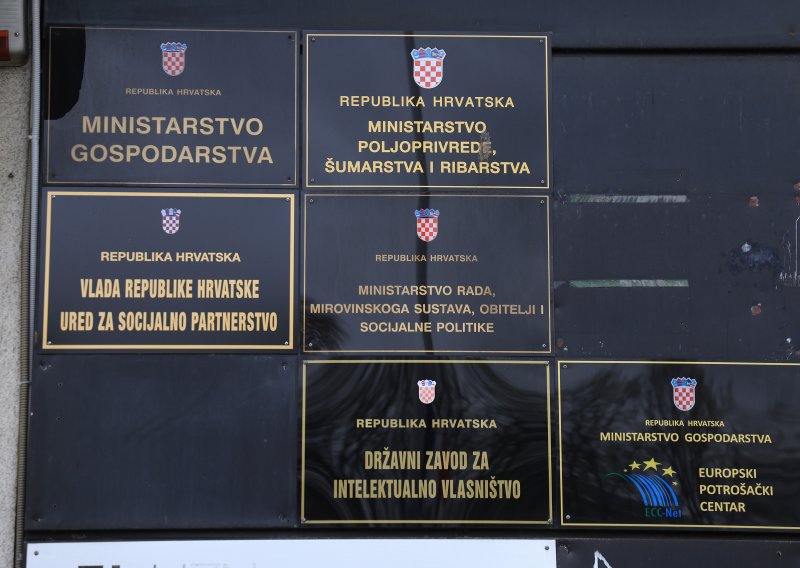 REPUBLIKA HRVATSKA
MINISTARSTVO
GOSPODARSTVA
REPUBLIKA HRVATSKA
MINISTARSTVO
POLJOPRIVREDE,
ŠUMARSTVA I RIBARSTVA
REPUBLIKA HRVATSKA
VLADA REPUBLIKE HRVATSKE
URED ZA SOCIJALNO PARTNERSTVO
REPUBLIKA HRVATSKA
MINISTARSTVO RADA,
MIROVINSKOGA SUSTAVA, OBITELJI I
SOCIJALNE POLITIKE
REPUBLIKA HRVATSKA
DRŽAVNI ZAVOD ZA
INTELEKTUALNO VLASNIŠTVO
REPUBLIKA HRVATSKA
MINISTARSTVO GOSPODARSTVA
ECC-Net
EUROPSKI
POTROŠAČKI
CENTAR